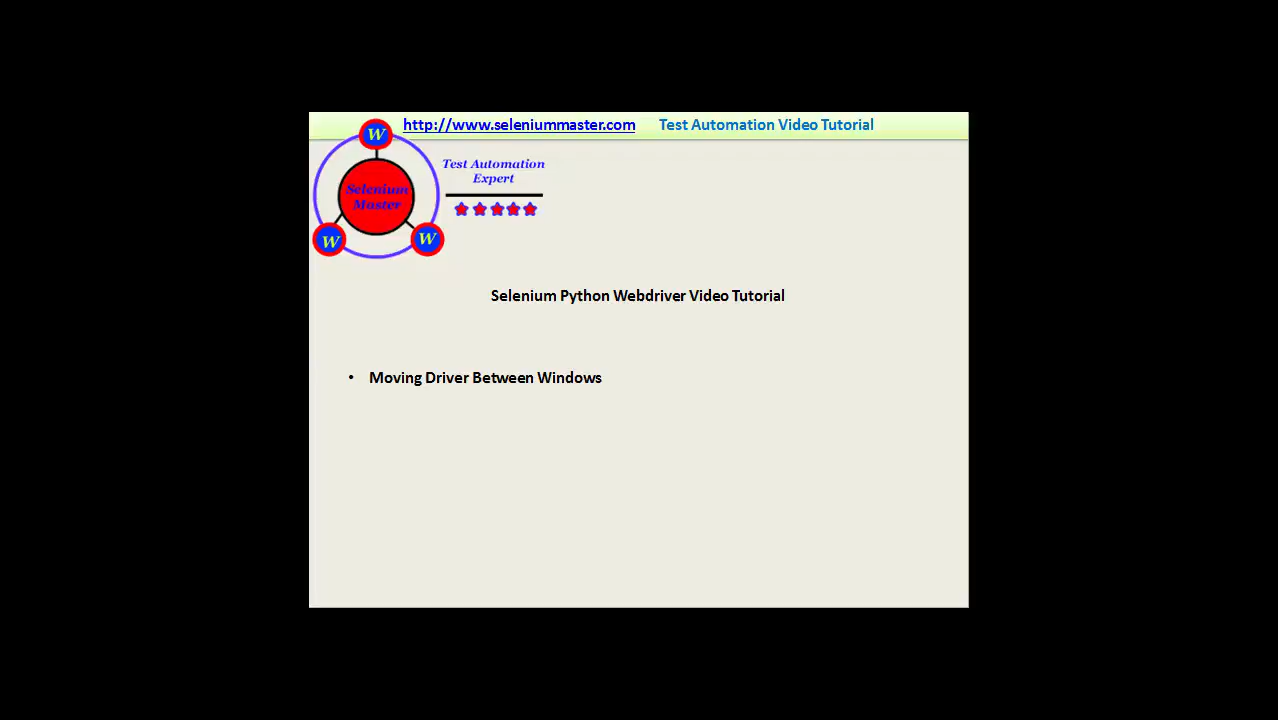 http://www.seleniummaster.com Test Automation Video Tutorial
W
Selenium
Master
W
W
Test Automation
Expert
Selenium Python Webdriver Video Tutorial
• Moving Driver Between Windows